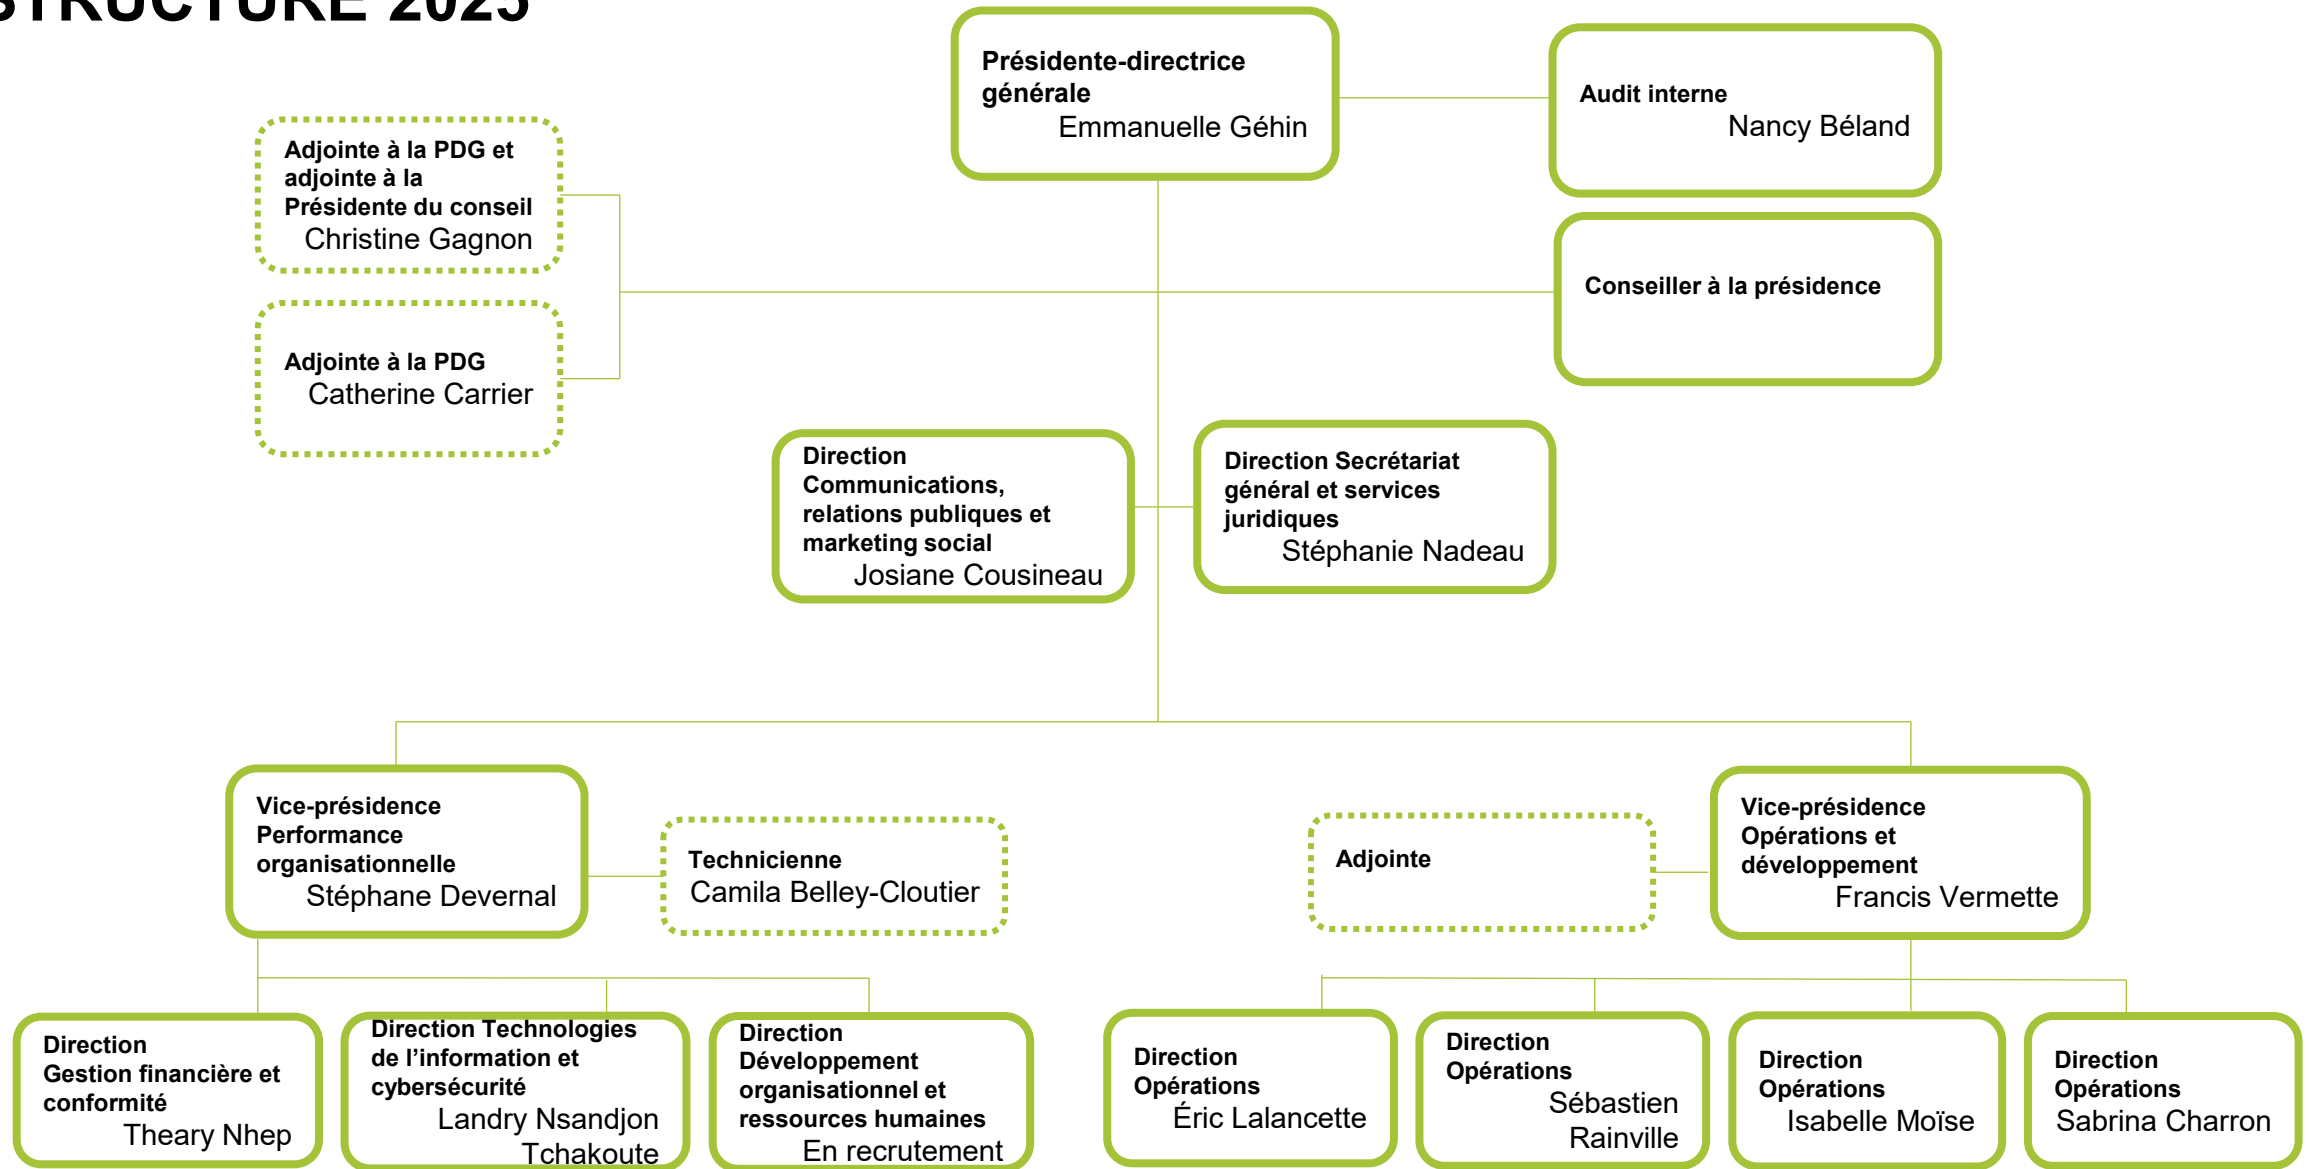 STRUCTURE 2025
Présidente-directrice
générale
Emmanuelle Géhin
Audit interne
Nancy Béland
Adjointe à la PDG et
adjointe à la
Présidente du conseil
Christine Gagnon
Conseiller à la présidence
Adjointe à la PDG
Catherine Carrier
Direction
Communications,
relations publiques et
marketing social
Josiane Cousineau
Direction Secrétariat
général et services
juridiques
Stéphanie Nadeau
Vice-présidence
Performance
organisationnelle
Stéphane Devernal
Technicienne
Camila Belley-Cloutier
Adjointe
Vice-présidence
Opérations et
développement
Francis Vermette
Direction
Gestion financière et
conformité
Theary Nhep
Direction Technologies
de l’information et
cybersécurité
Landry Nsandjon
Tchakoute
Direction
Développement
organisationnel et
ressources humaines
En recrutement
Direction
Opérations
Éric Lalancette
Direction
Opérations
Sébastien
Rainville
Direction
Opérations
Isabelle Moïse
Direction
Opérations
Sabrina Charron